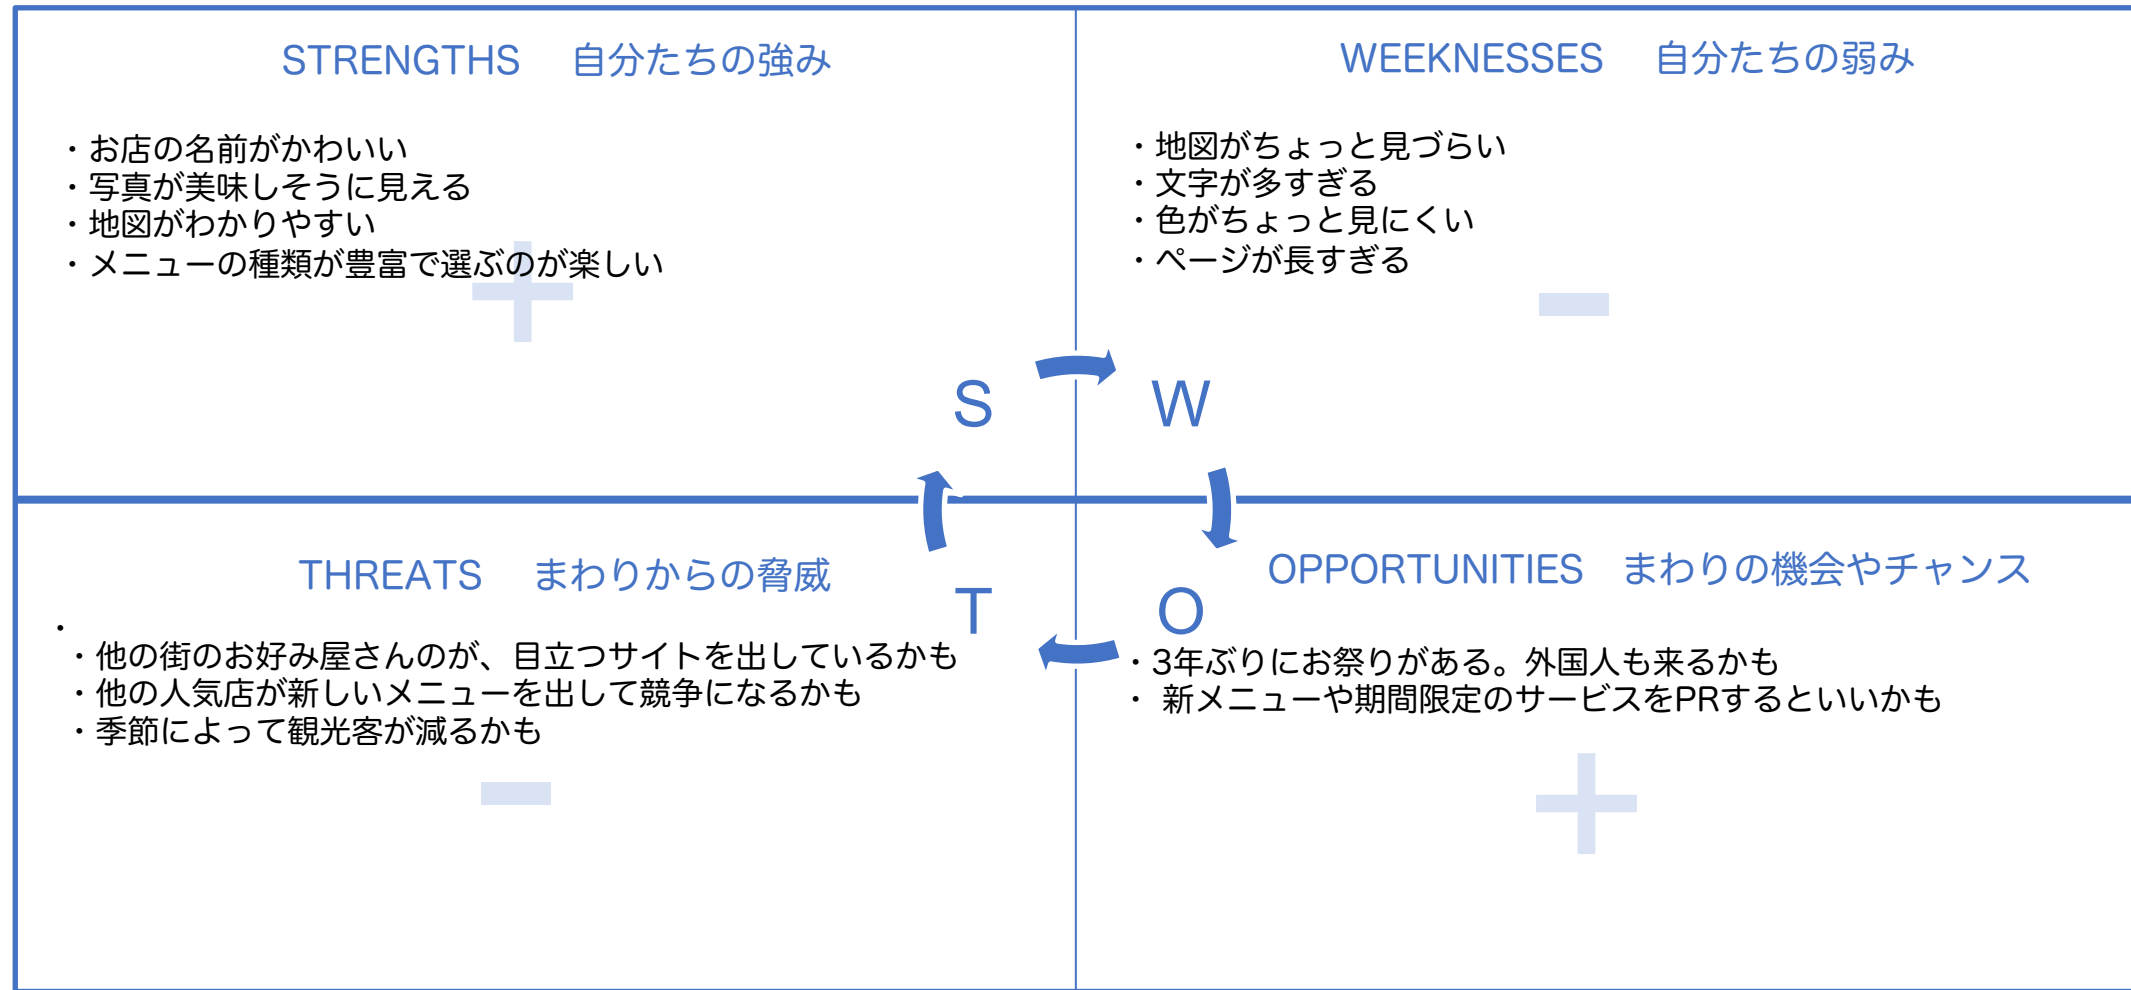 STRENGTHS　自分たちの強み
・お店の名前がかわいい
・写真が美味しそうに見える
・地図がわかりやすい
・メニューの種類が豊富で選ぶのが楽しい
WEEKNESSES　自分たちの弱み
・地図がちょっと見づらい
・文字が多すぎる
・色がちょっと見にくい
・ページが長すぎる
S
W
T
O
THREATS　まわりからの脅威
・
・他の街のお好み屋さんのが、目立つサイトを出しているかも
・他の人気店が新しいメニューを出して競争になるかも
・季節によって観光客が減るかも
OPPORTUNITIES　まわりの機会やチャンス
・3年ぶりにお祭りがある。外国人も来るかも
・ 新メニューや期間限定のサービスをPRするといいかも